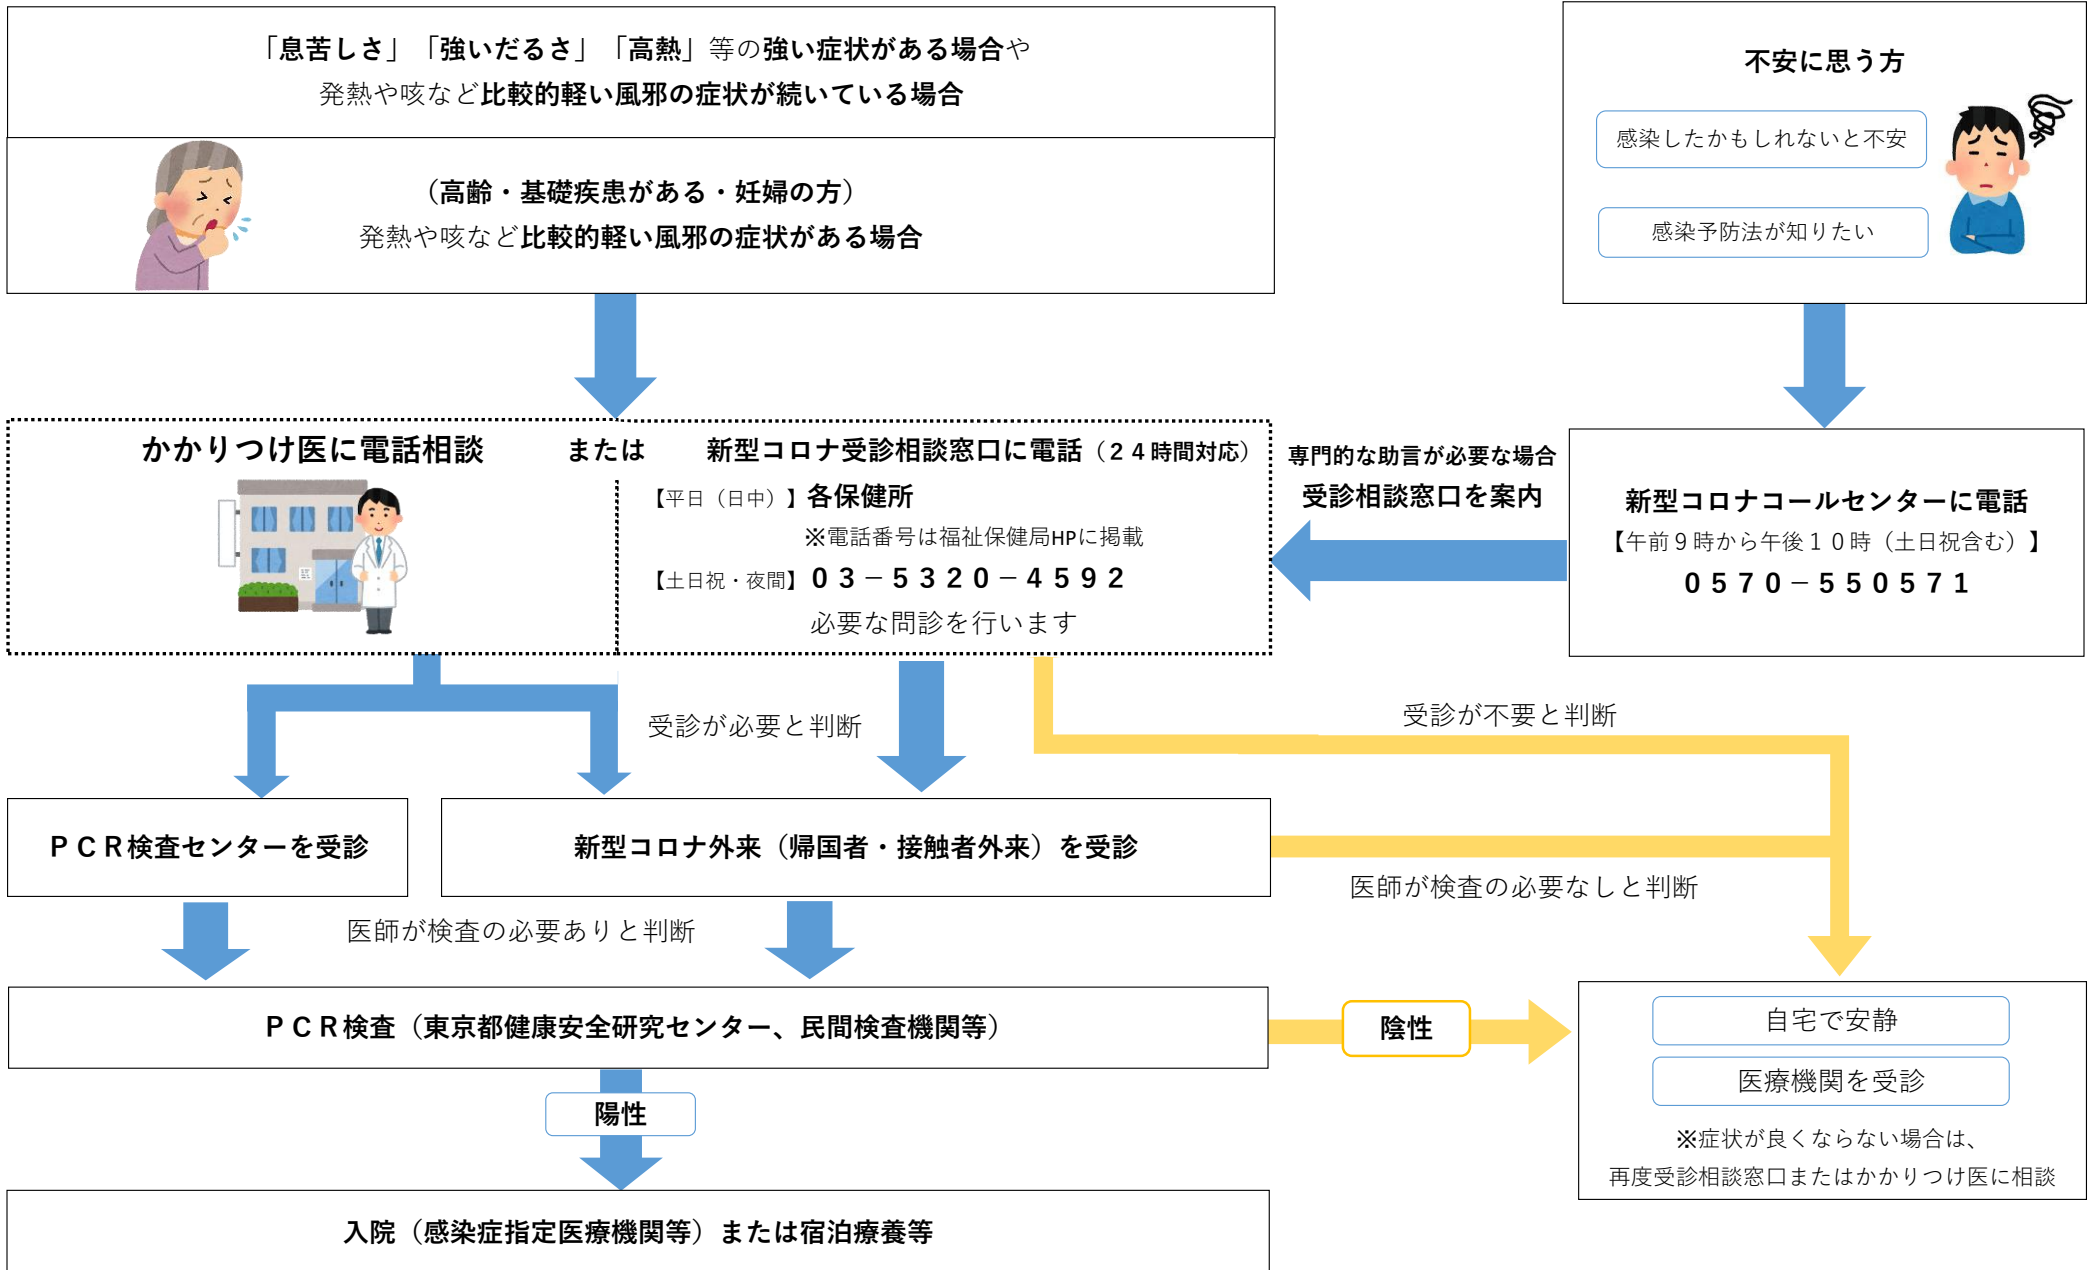 「息苦しさ」「強いだるさ」「高熱」等の強い症状がある場合や
発熱や咳など比較的軽い風邪の症状が続いている場合
（高齢・基礎疾患がある・妊婦の方）
発熱や咳など比較的軽い風邪の症状がある場合
不安に思う方
感染したかもしれないと不安
感染予防法が知りたい
かかりつけ医に電話相談
または
新型コロナ受診相談窓口に電話（２４時間対応）
【平日（日中）】各保健所
※電話番号は福祉保健局HPに掲載
【土日祝・夜間】０３－５３２０－４５９２
必要な問診を行います
専門的な助言が必要な場合
受診相談窓口を案内
新型コロナコールセンターに電話
【午前９時から午後１０時（土日祝含む）】
０５７０－５５０５７１
受診が必要と判断
受診が不要と判断
ＰＣＲ検査センターを受診
新型コロナ外来（帰国者・接触者外来）を受診
医師が検査の必要なしと判断
医師が検査の必要ありと判断
ＰＣＲ検査（東京都健康安全研究センター、民間検査機関等）
陰性
陽性
自宅で安静
医療機関を受診
※症状が良くならない場合は、
再度受診相談窓口またはかかりつけ医に相談
入院（感染症指定医療機関等）または宿泊療養等